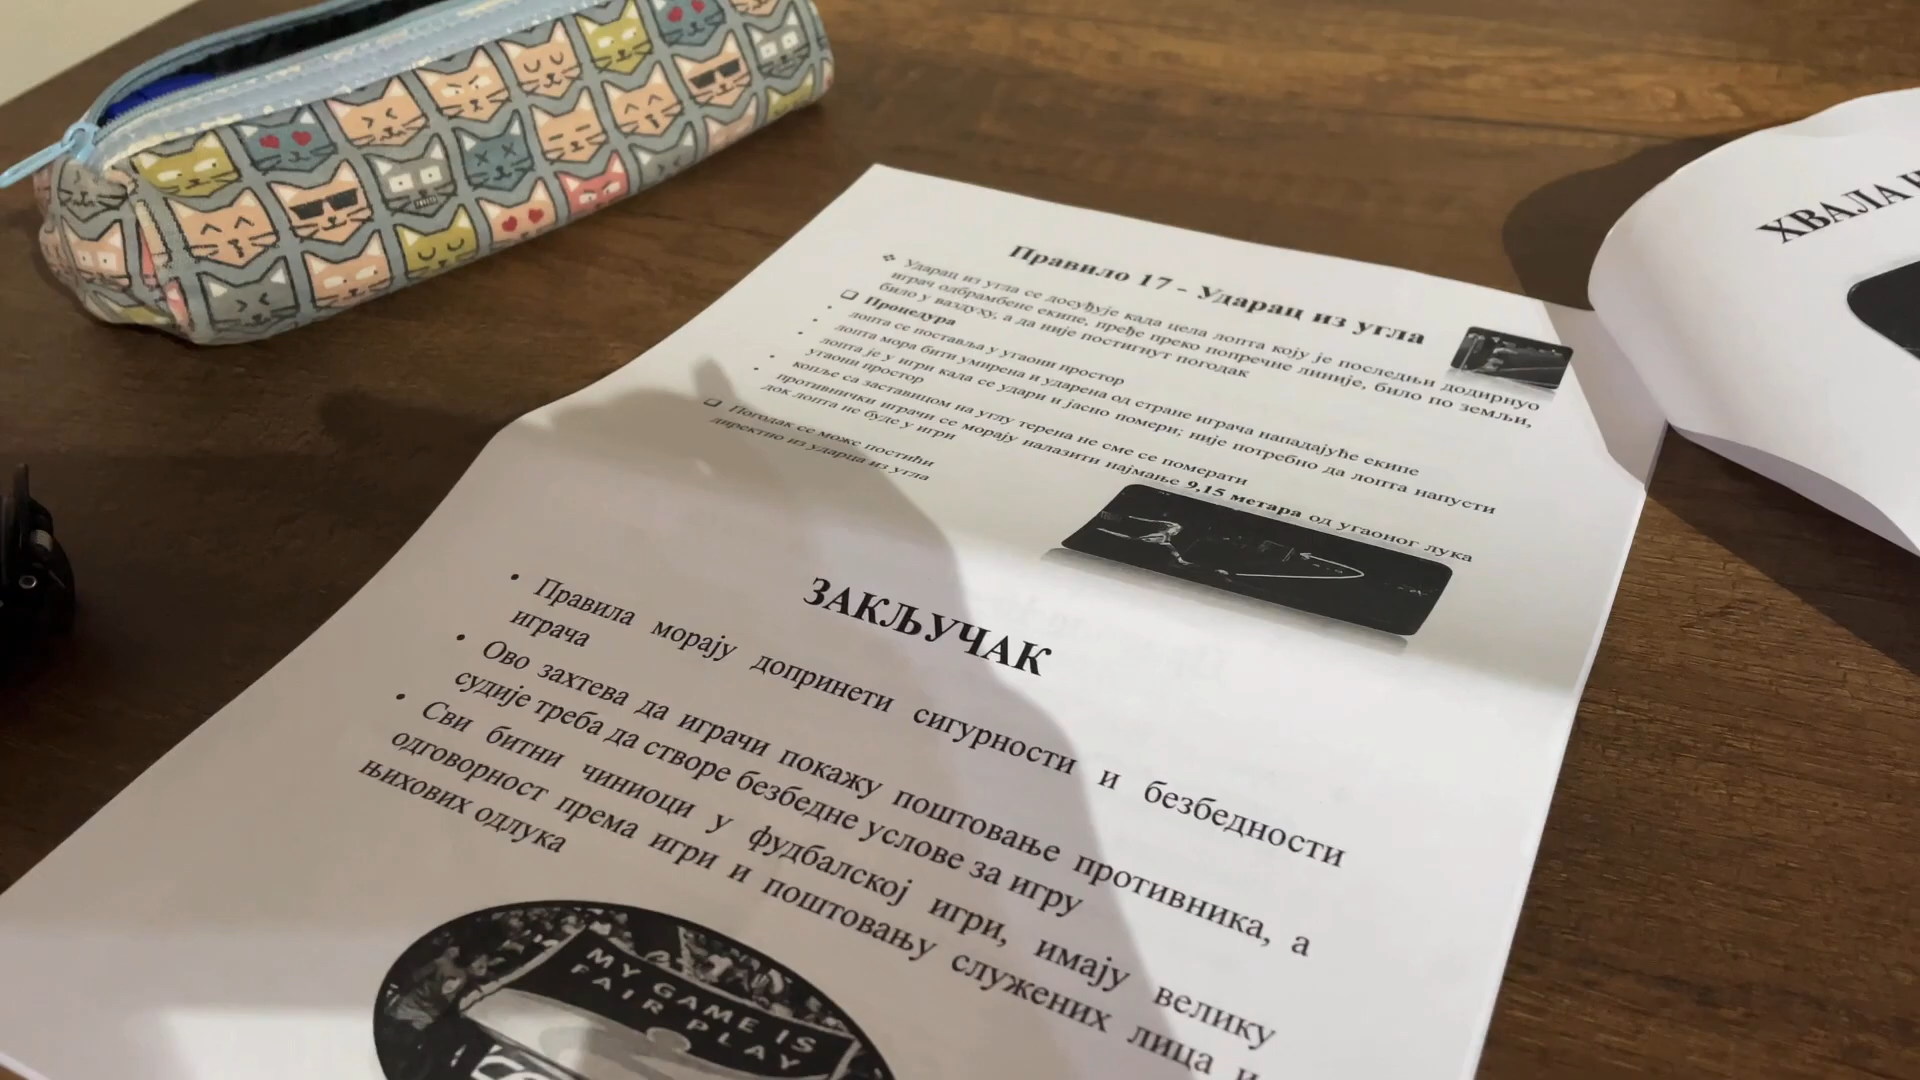 Правило 17 - Ударац из угла
Ударац из угла се досуђује када цела лопта коју је последњи додирнуо
играч одбрамбене екипе, пређе преко попречне линије, било по земљи,
било у ваздуху, а да није постигнут погодак
Процедура
лопта се поставља у угаони простор
лопта мора бити умирена и ударена од стране играча нападајуће екипе
лопта је у игри када се удари и јасно помери; није потребно да лопта напусти
угаони простор
копље са заставицом на углу терена не сме се померати
противнички играчи се морају налазити најмање 9,15 метара од угаоног лука
док лопта не буде у игри
Погодак се може постићи
директно из ударца из угла
ЗАКЉУЧАК
• Правила морају допринети сигурности и безбедности
играча
• Ово захтева да играчи покажу поштовање противника, а
судије треба да створе безбедне услове за игру
• Сви битни чиниоци у фудбалској игри, имају велику
одговорност према игри и поштовању служених лица и
њихових одлука
MY GAME IS
FAIR PLAY
ХВАЛА